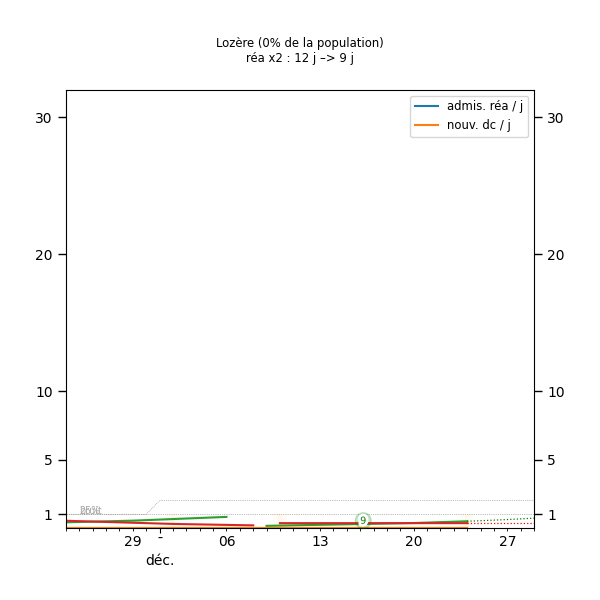 Lozère (0% de la population)
réa x2 : 12 j –> 9 j
admis. réa / j
nouv. dc / j
30 30
20 20
10 10
5 5
9
1 1
29 - 06 13 20 27
déc.